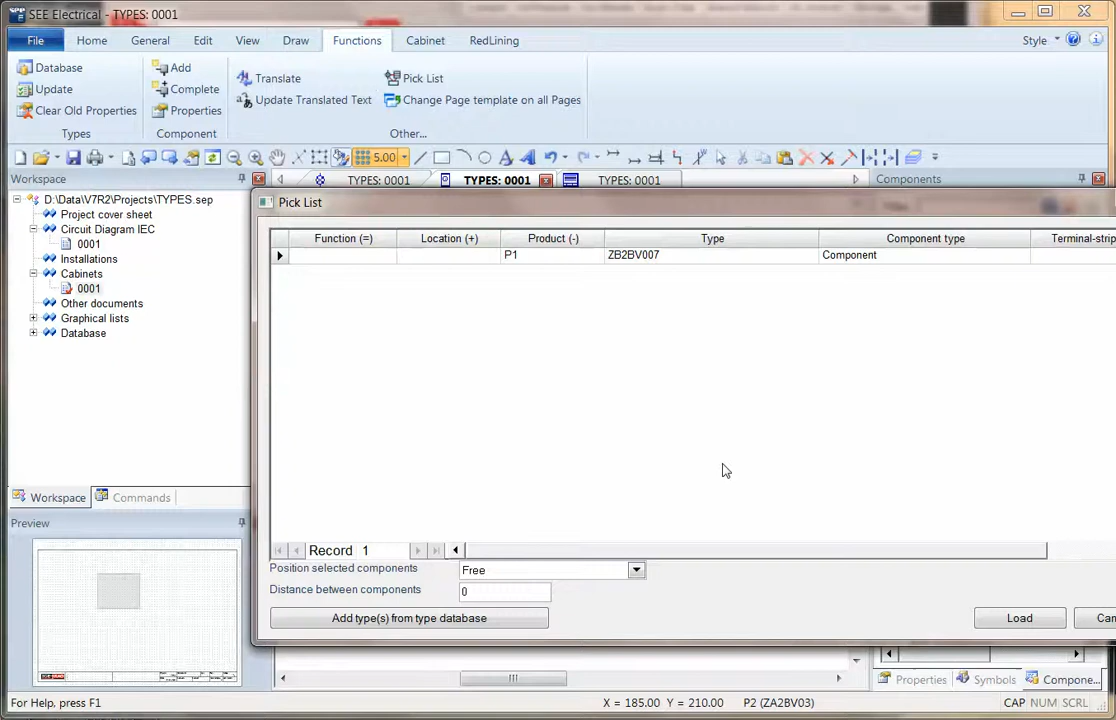 SEE Electrical - TYPES: 0001
File Home General Edit View Draw Functions Cabinet RedLining Style
Database Add Translate Pick List
Update Complete Update Translated Text Change Page template on all Pages
Clear Old Properties Properties
Types Component Other...
5.00
Workspace TYPES: 0001 TYPES: 0001 TYPES: 0001 Components
D:\Data\V7R2\Projects\TYPES.sep
Project cover sheet
Circuit Diagram IEC
0001
Installations
Cabinets
0001
Other documents
Graphical lists
Database
Pick List
Function (=) Location (+) Product (-) Type Component type Terminal-strip
P1 ZB2BV007 Component
Record 1
Position selected components Free
Distance between components 0
Add type(s) from type database Load Can
Workspace Commands
Preview
Properties Symbols Compone...
For Help, press F1 X = 185.00 Y = 210.00 P2 (ZA2BV03) CAP NUM SCRL